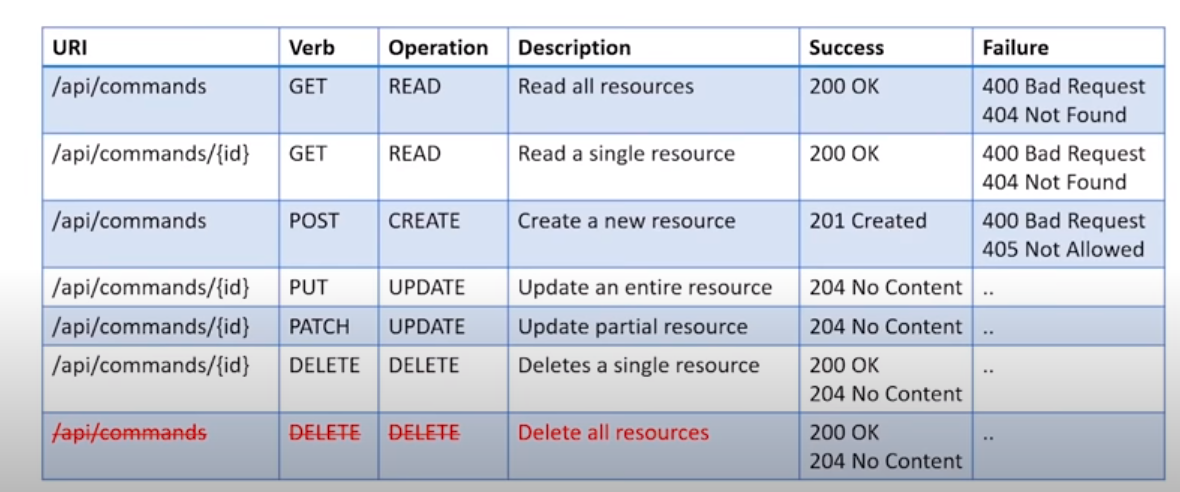 URI Verb Operation Description Success Failure
/api/commands GET READ Read all resources 200 OK 400 Bad Request
404 Not Found
/api/commands/{id} GET READ Read a single resource 200 OK 400 Bad Request
404 Not Found
/api/commands POST CREATE Create a new resource 201 Created 400 Bad Request
405 Not Allowed
/api/commands/{id} PUT UPDATE Update an entire resource 204 No Content ..
/api/commands/{id} PATCH UPDATE Update partial resource 204 No Content ..
/api/commands/{id} DELETE DELETE Deletes a single resource 200 OK ..
204 No Content
/api/commands DELETE DELETE Delete all resources 200 OK ..
204 No Content